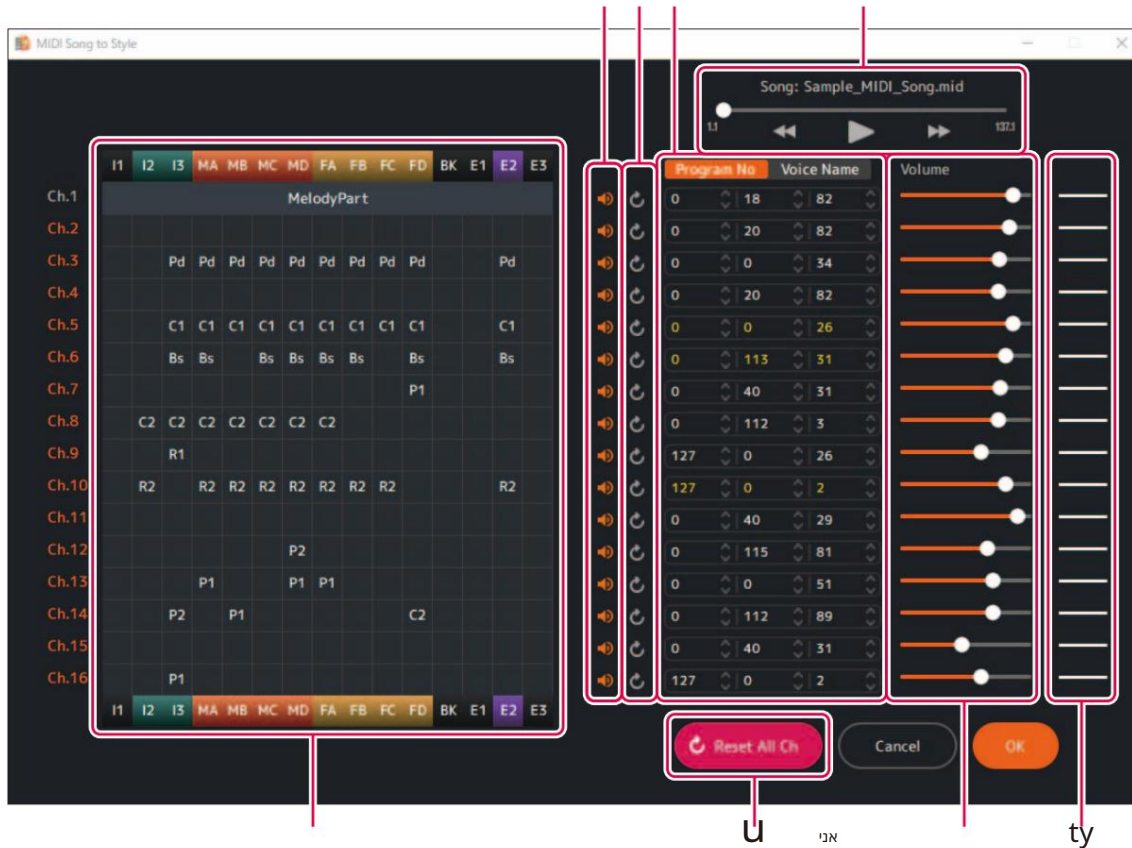 MIDI Song to Style
Song: Sample_MIDI_Song.mid
1.1 137.1
I1 I2 I3 MA MB MC MD FA FB FC FD BK E1 E2 E3 Program No Voice Name Volume
Ch.1 MelodyPart 0 18 82
Ch.2 0 20 82
Ch.3 Pd Pd Pd Pd Pd Pd Pd Pd Pd Pd 0 0 34
Ch.4 0 20 82
Ch.5 C1 C1 C1 C1 C1 C1 C1 C1 C1 C1 0 0 26
Ch.6 Bs Bs Bs Bs Bs Bs Bs Bs 0 113 31
Ch.7 P1 0 40 31
Ch.8 C2 C2 C2 C2 C2 C2 C2 0 112 3
Ch.9 R1 127 0 26
Ch.10 R2 R2 R2 R2 R2 R2 R2 R2 R2 127 0 2
Ch.11 0 40 29
Ch.12 P2 0 115 81
Ch.13 P1 P1 P1 0 0 51
Ch.14 P2 P1 C2 0 112 89
Ch.15 0 40 31
Ch.16 P1 127 0 2
I1 I2 I3 MA MB MC MD FA FB FC FD BK E1 E2 E3
Reset All Ch Cancel OK
u אני ty